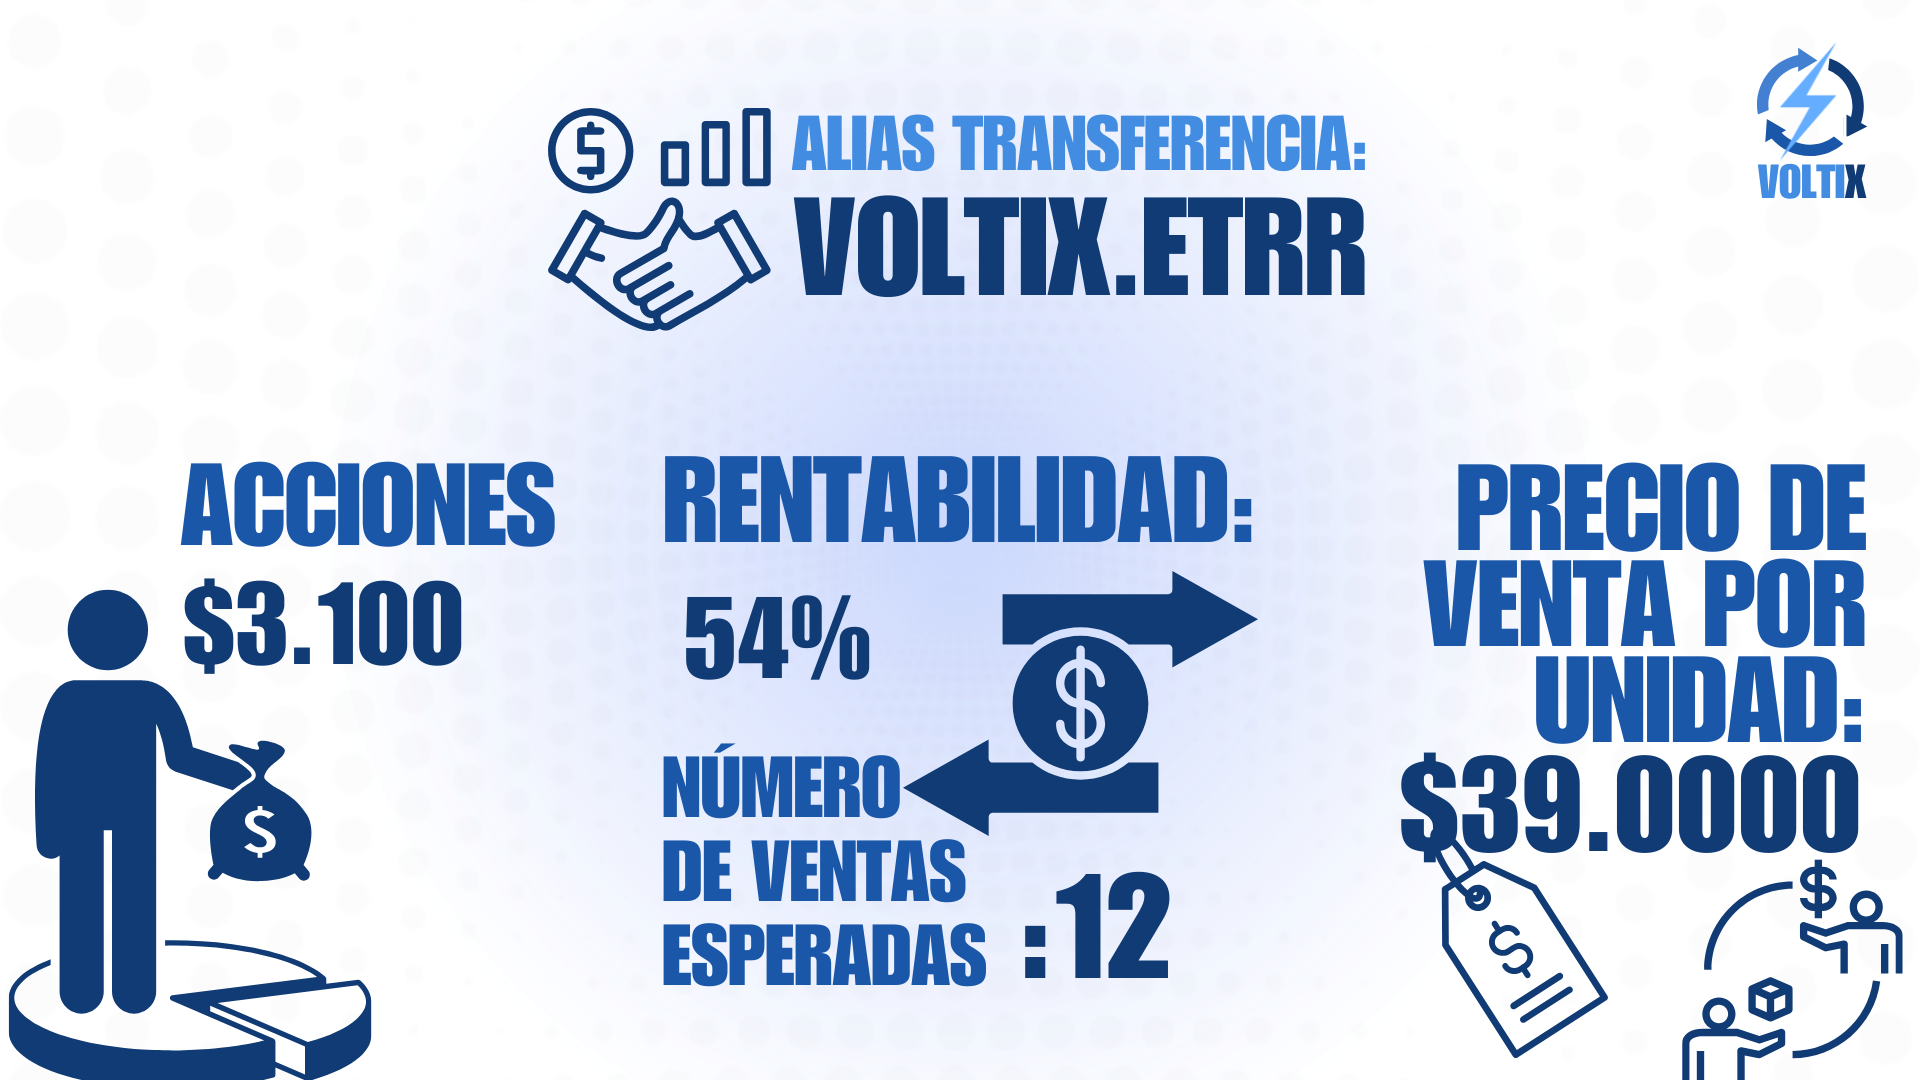 ALIAS TRANSFERENCIA:
VOLTIX.ETRR
VOLTIX
ACCIONES
$3.100
RENTABILIDAD:
54%
NÚMERO
DE VENTAS
ESPERADAS :12
PRECIO DE
VENTA POR
UNIDAD:
$39.0000